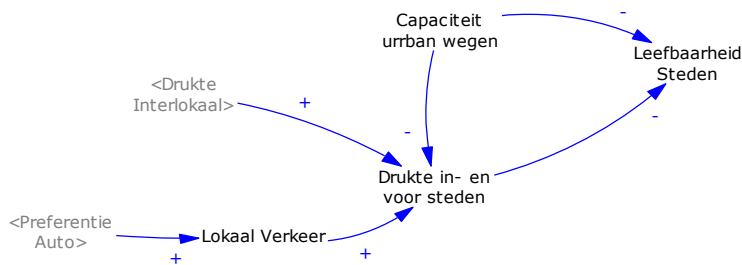 Capaciteit
urrban wegen
-
Leefbaarheid
Steden
<Drukte
Interlokaal>
+
-
-
Drukte in- en
voor steden
<Preferentie
Auto>
+
Lokaal Verkeer
+